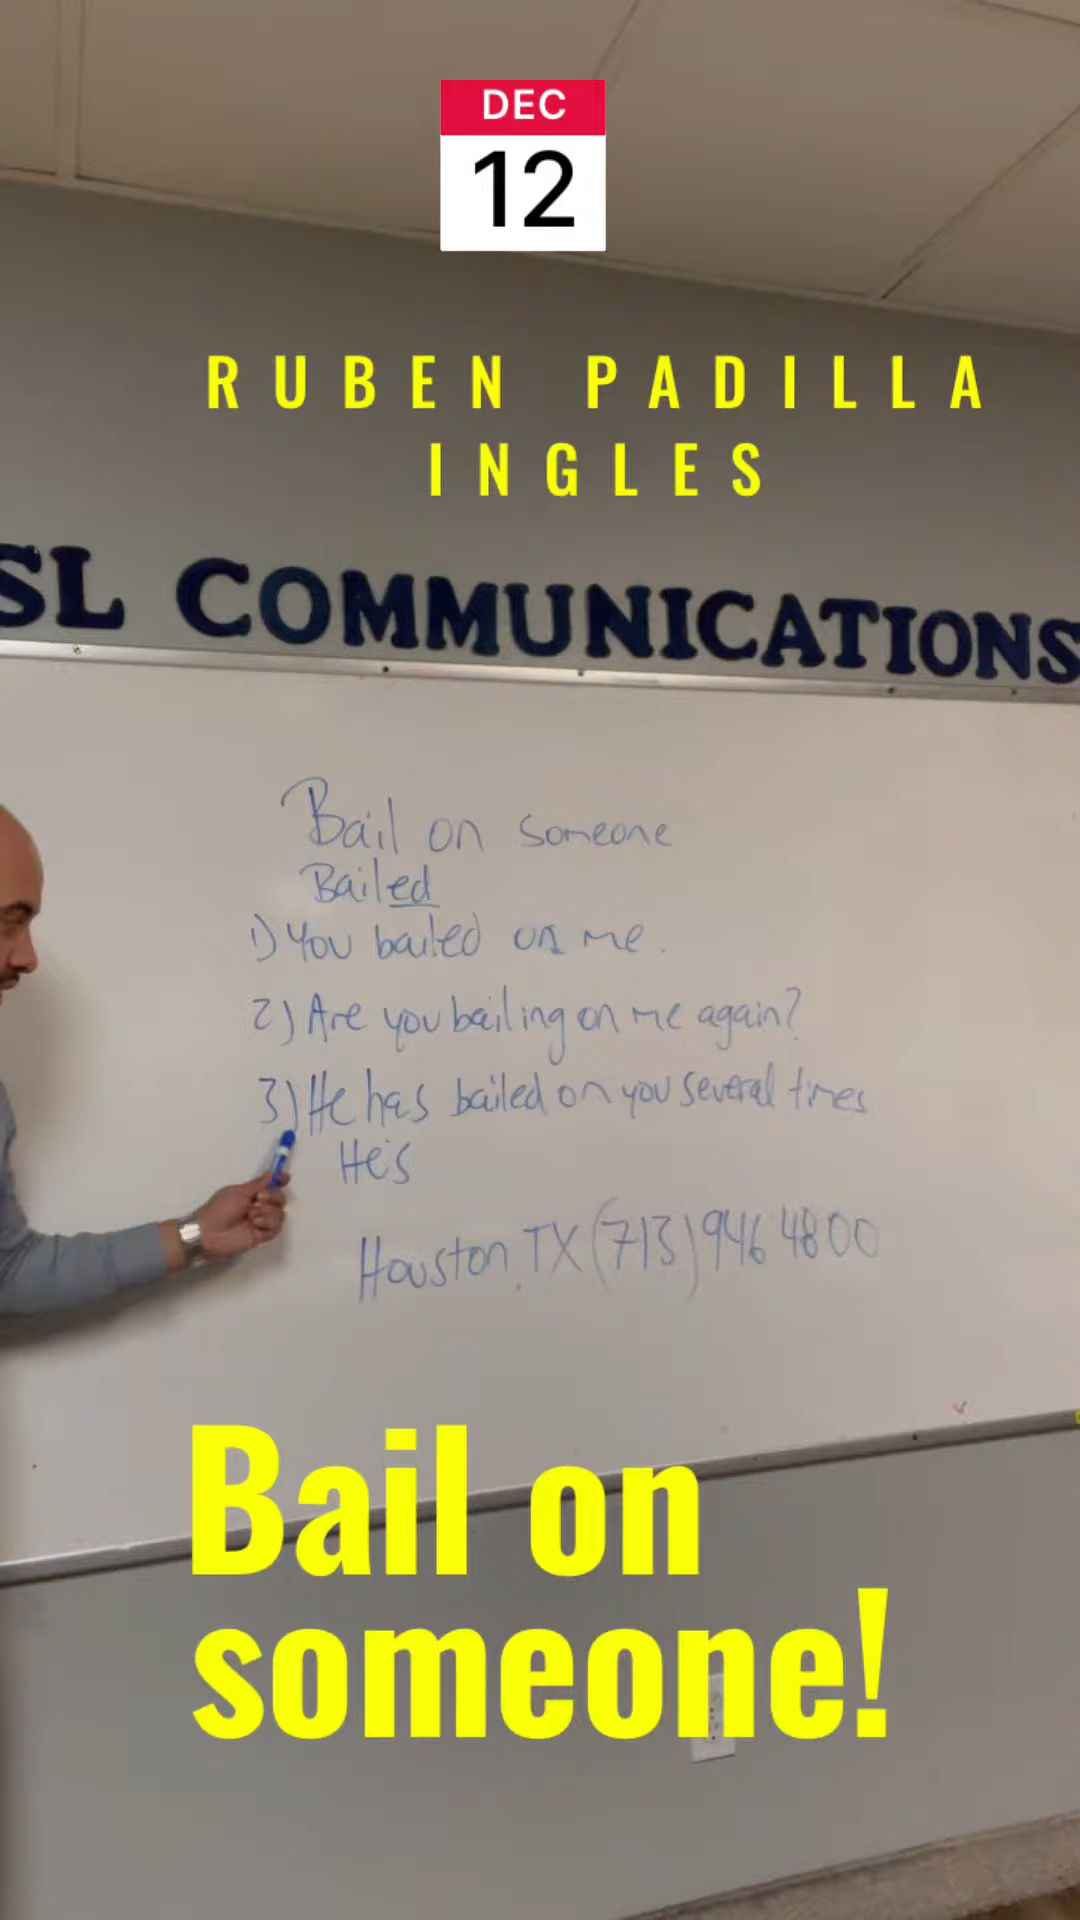 DEC
12
RUBEN PADILLA
INGLES
SL COMMUNICATIONS
Bail on someone
Bailed
1) You bailed on me.
2) Are you bailing on me again?
3) He has bailed on you several times
He's
Houston, TX (713) 946 4800
Bail on
someone!